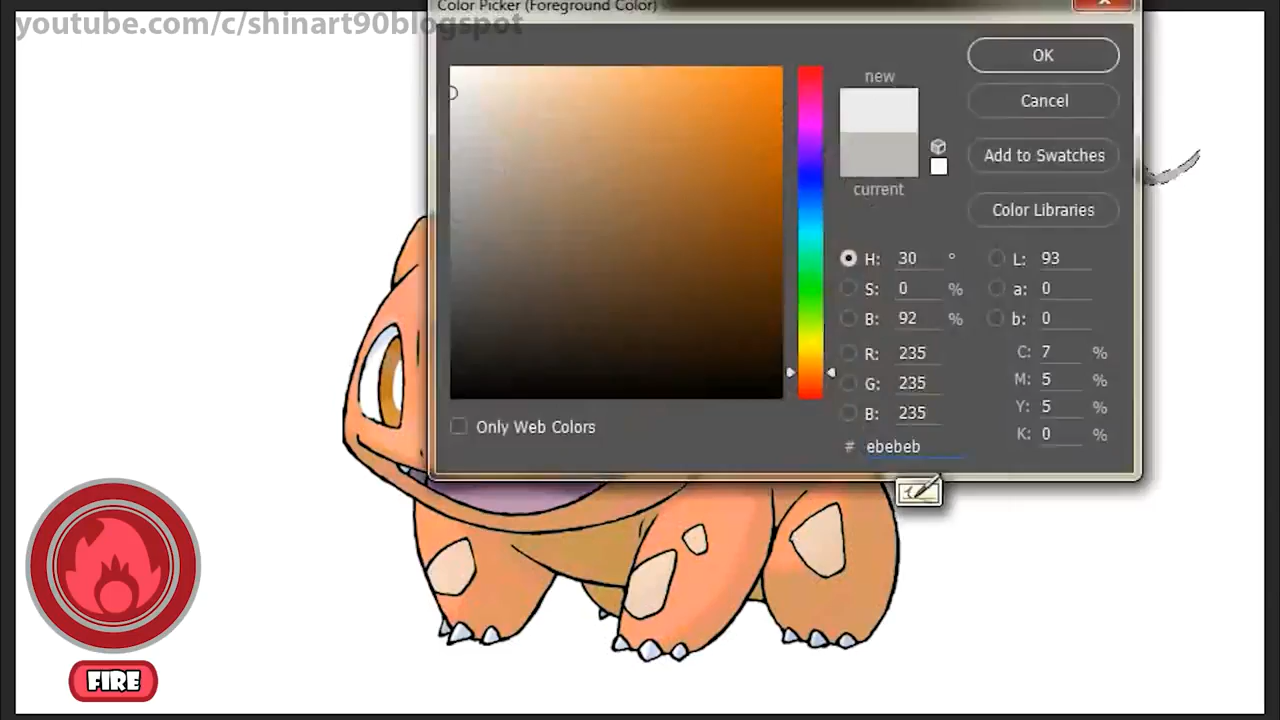 Color Picker (Foreground Color)
youtube.com/c/shinart90blogspot
OK
new
Cancel
Add to Swatches
current
Color Libraries
H: 30 °
L: 93
S: 0 %
a: 0
B: 92 %
b: 0
R: 235
C: 7 %
G: 235
M: 5 %
B: 235
Y: 5 %
# ebebeb
K: 0 %
Only Web Colors
FIRE